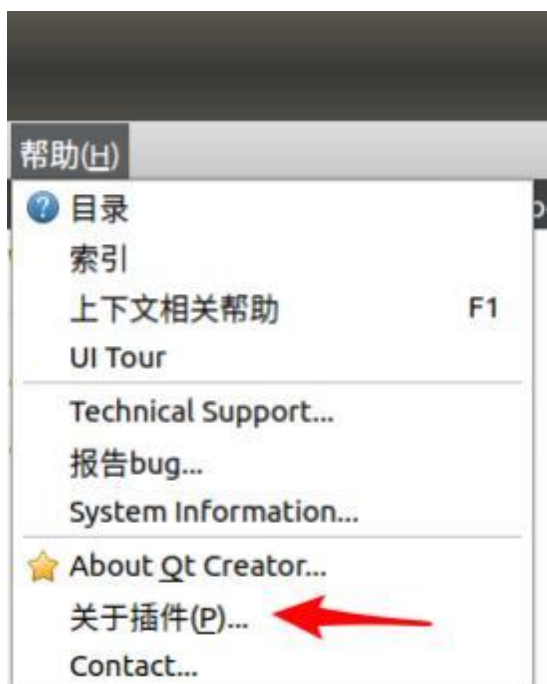 帮助(H)
目录
索引
上下文相关帮助 F1
UI Tour
Technical Support...
报告bug...
System Information...
About Qt Creator...
关于插件(P)...
Contact...